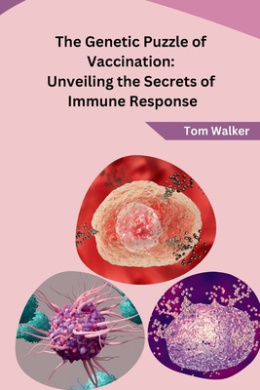 The Genetic Puzzle of
Vaccination:
Unveiling the Secrets of
Immune Response
Tom Walker